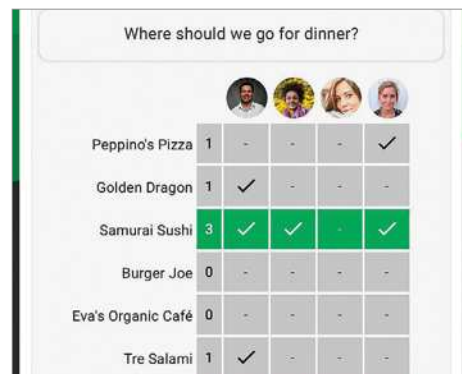 Where should we go for dinner?
Peppino's Pizza 1 - - - ✓
Golden Dragon 1 ✓ - - -
Samurai Sushi 3 ✓ ✓ - ✓
Burger Joe 0 - - - -
Eva's Organic Café 0 - - - -
Tre Salami 1 ✓ - - -